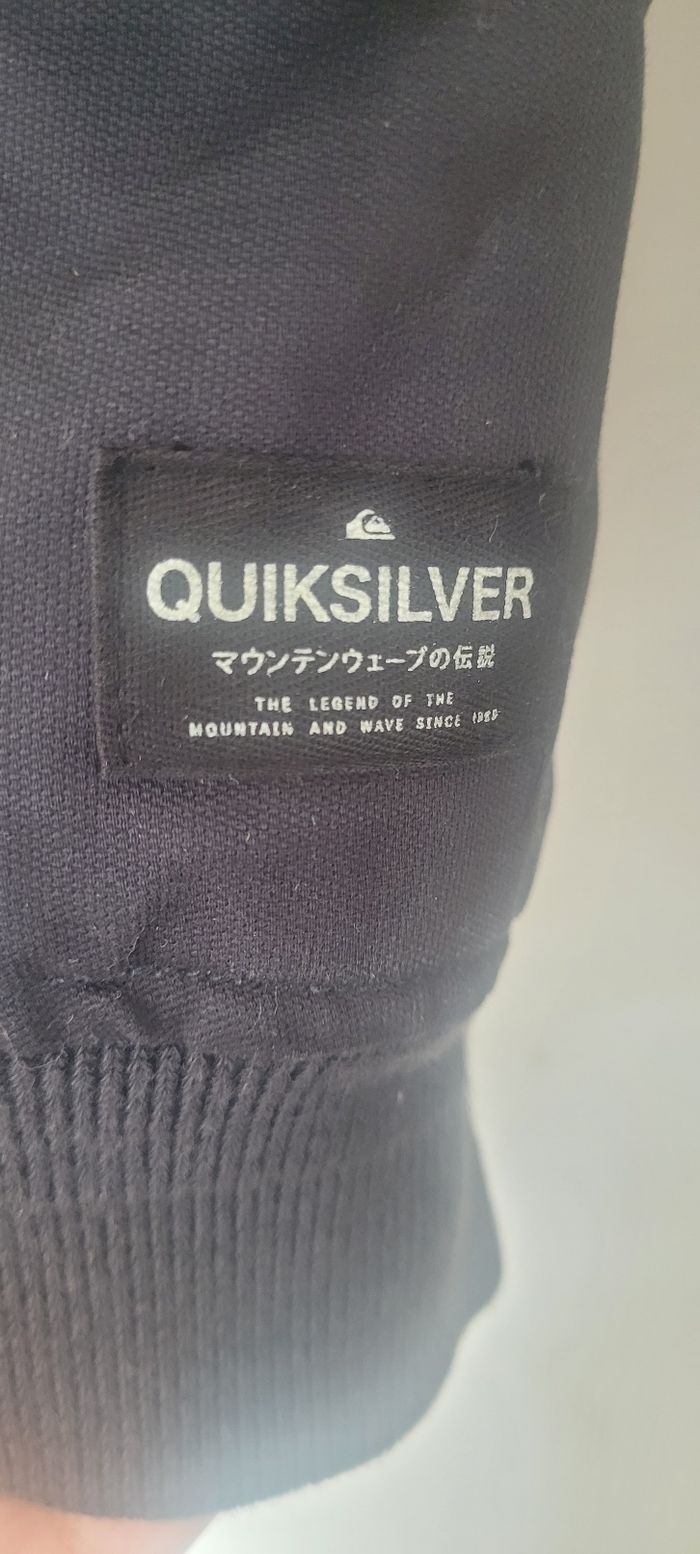 QUIKSILVER
マウンテンウェーブの伝説
THE LEGEND OF THE
MOUNTAIN AND WAVE SINCE